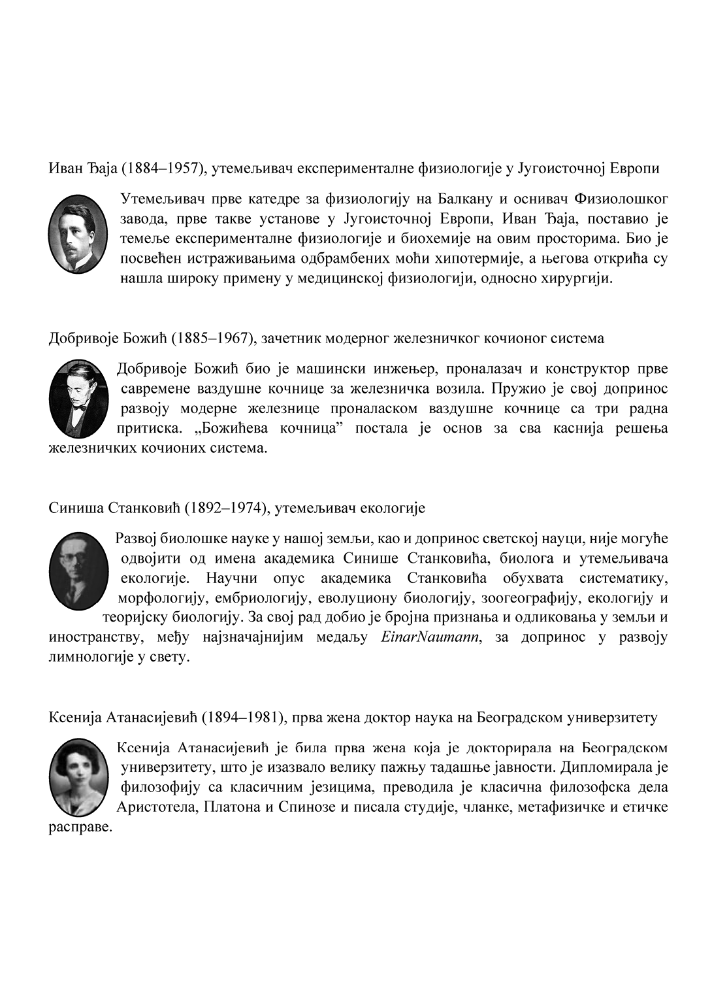 Иван Ђаја (1884–1957), утемељивач експерименталне физиологије у Југоисточној Европи
Утемељивач прве катедре за физиологију на Балкану и оснивач Физиолошког
завода, прве такве установе у Југоисточној Европи, Иван Ђаја, поставио је
темеље експерименталне физиологије и биохемије на овим просторима. Био је
посвећен истраживањима одбрамбених моћи хипотермије, а његова открића су
нашла широку примену у медицинској физиологији, односно хирургији.
Добривоје Божић (1885–1967), зачетник модерног железничког кочионог система
Добривоје Божић био је машински инжењер, проналазач и конструктор прве
савремене ваздушне кочнице за железничка возила. Пружио је свој допринос
развоју модерне железнице проналаском ваздушне кочнице са три радна
притиска. „Божићева кочница” постала је основ за сва каснија решења
железничких кочионих система.
Синиша Станковић (1892–1974), утемељивач екологије
Развој биолошке науке у нашој земљи, као и допринос светској науци, није могуће
одвојити од имена академика Синише Станковића, биолога и утемељивача
екологије. Научни опус академика Станковића обухвата систематику,
морфологију, ембриологију, еволуциону биологију, зоогеографију, екологију и
теоријску биологију. За свој рад добио је бројна признања и одликовања у земљи и
иностранству, међу најзначајнијим медаљу EinarNaumann, за допринос у развоју
лимнологије у свету.
Ксенија Атанасијевић (1894–1981), прва жена доктор наука на Београдском универзитету
Ксенија Атанасијевић је била прва жена која је докторирала на Београдском
универзитету, што је изазвало велику пажњу тадашње јавности. Дипломирала је
филозофију са класичним језицима, преводила је класична филозофска дела
Аристотела, Платона и Спинозе и писала студије, чланке, метафизичке и етичке
расправе.